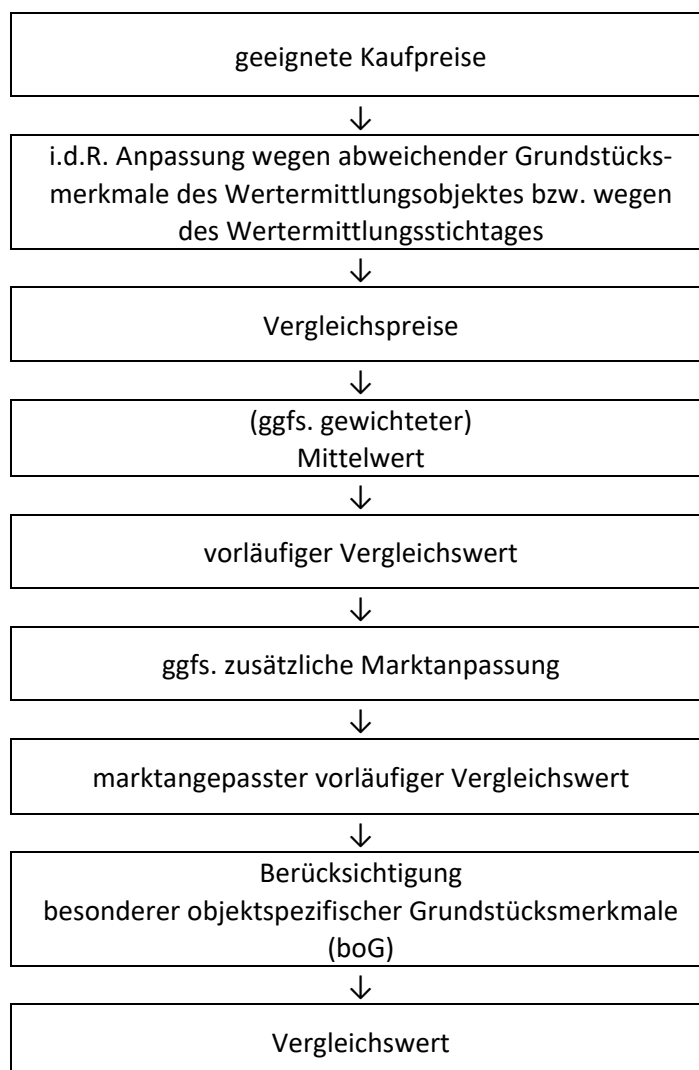 geeignete Kaufpreise
↓
i.d.R. Anpassung wegen abweichender Grundstücks-
merkmale des Wertermittlungsobjektes bzw. wegen
des Wertermittlungsstichtages
↓
Vergleichspreise
↓
(ggfs. gewichteter)
Mittelwert
↓
vorläufiger Vergleichswert
↓
ggfs. zusätzliche Marktanpassung
↓
marktangepasster vorläufiger Vergleichswert
↓
Berücksichtigung
besonderer objektspezifischer Grundstücksmerkmale
(boG)
↓
Vergleichswert